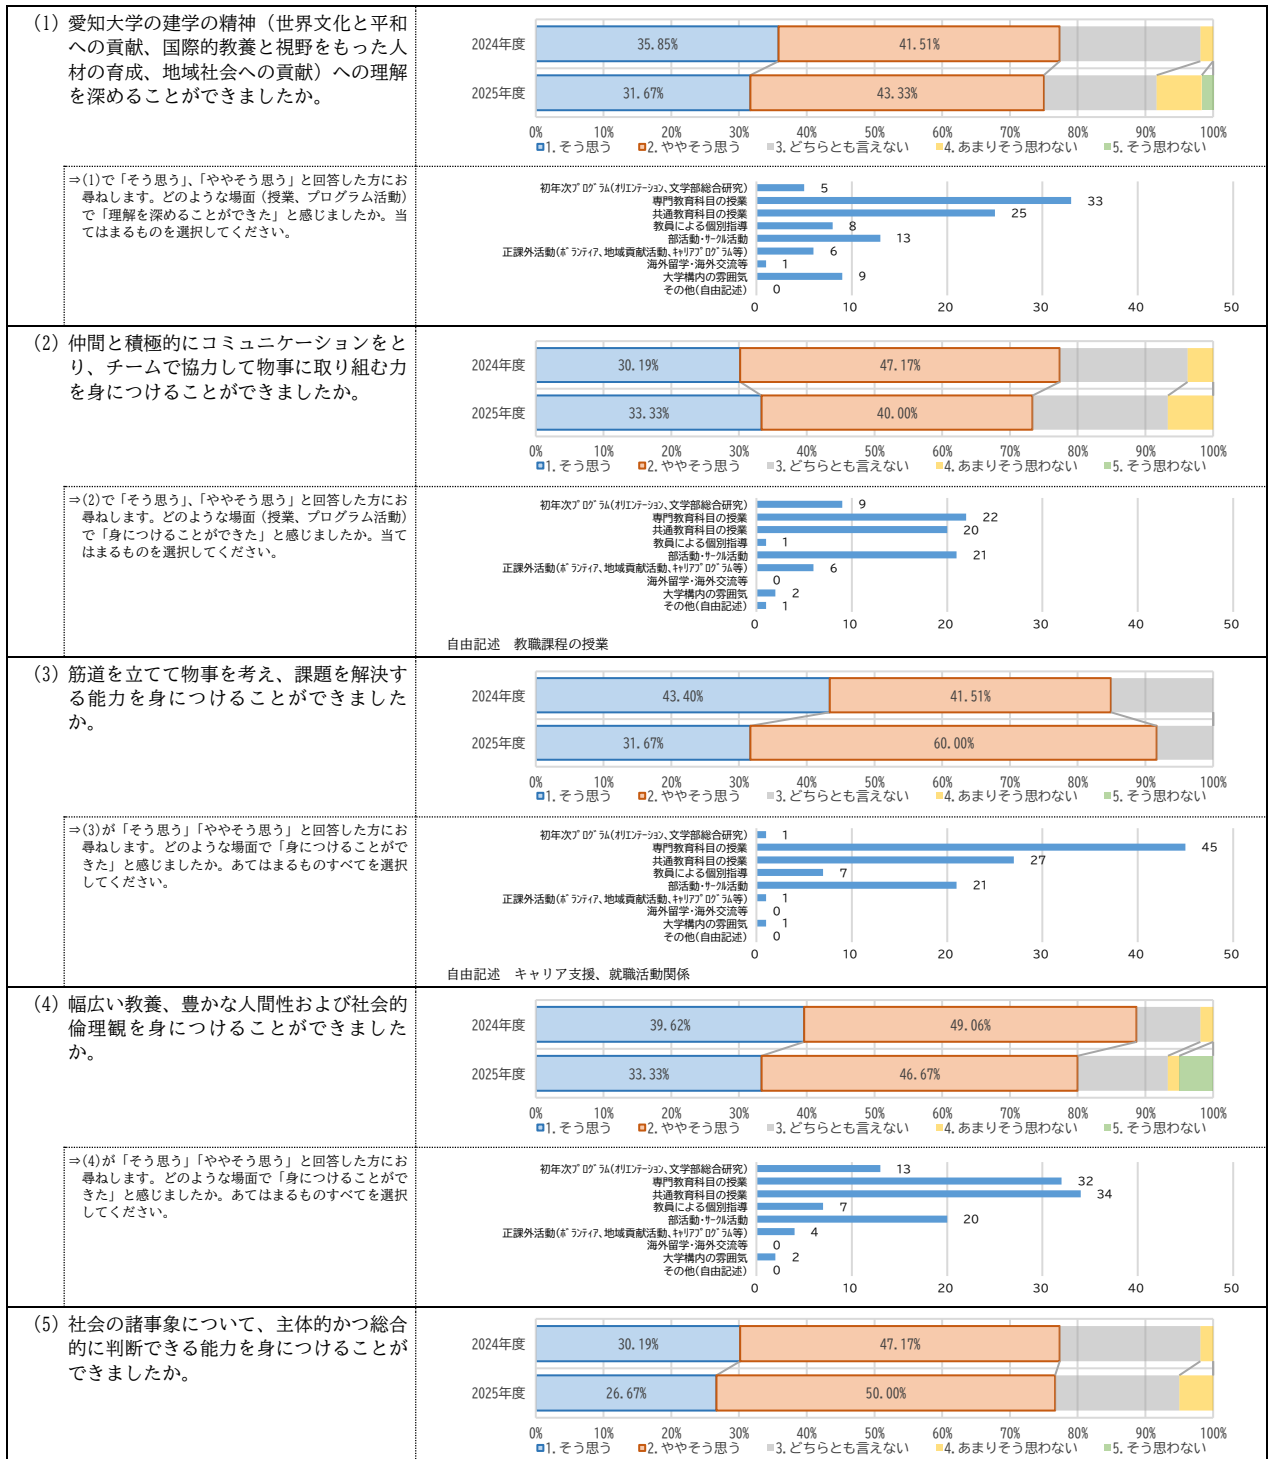 (1) 愛知大学の建学の精神（世界文化と平和
への貢献、国際的教養と視野をもった人
材の育成、地域社会への貢献）への理解
を深めることができましたか。
2024年度
35.85%
41.51%
2025年度
31.67%
43.33%
0% 10% 20% 30% 40% 50% 60% 70% 80% 90% 100%
1.そう思う 2.ややそう思う 3.どちらとも言えない 4.あまりそう思わない 5.そう思わない
⇒(1)で「そう思う」、「ややそう思う」と回答した方にお
尋ねします。どのような場面（授業、プログラム活動）
で「理解を深めることができた」と感じましたか。当
てはまるものを選択してください。
初年次ﾌﾟﾛｸﾞﾗﾑ(ｵﾘｴﾝﾃｰｼｮﾝ、文学部総合研究) 5
専門教育科目の授業 33
共通教育科目の授業 25
教員による個別指導 8
部活動･ｻｰｸﾙ活動 13
正課外活動(ﾎﾞﾗﾝﾃｨｱ、地域貢献活動､ｷｬﾘｱﾌﾟﾛｸﾞﾗﾑ等) 6
海外留学･海外交流等 1
大学構内の雰囲気 9
その他(自由記述) 0
0 10 20 30 40 50
(2) 仲間と積極的にコミュニケーションをと
り、チームで協力して物事に取り組む力
を身につけることができましたか。
2024年度
30.19%
47.17%
2025年度
33.33%
40.00%
0% 10% 20% 30% 40% 50% 60% 70% 80% 90% 100%
1.そう思う 2.ややそう思う 3.どちらとも言えない 4.あまりそう思わない 5.そう思わない
⇒(2)で「そう思う」、「ややそう思う」と回答した方にお
尋ねします。どのような場面（授業、プログラム活動）
で「身につけることができた」と感じましたか。当て
はまるものを選択してください。
初年次ﾌﾟﾛｸﾞﾗﾑ(ｵﾘｴﾝﾃｰｼｮﾝ、文学部総合研究) 9
専門教育科目の授業 22
共通教育科目の授業 20
教員による個別指導 1
部活動･ｻｰｸﾙ活動 21
正課外活動(ﾎﾞﾗﾝﾃｨｱ、地域貢献活動､ｷｬﾘｱﾌﾟﾛｸﾞﾗﾑ等) 6
海外留学･海外交流等 0
大学構内の雰囲気 2
その他(自由記述) 1
0 10 20 30 40 50
自由記述　教職課程の授業
(3) 筋道を立てて物事を考え、課題を解決す
る能力を身につけることができました
か。
2024年度
43.40%
41.51%
2025年度
31.67%
60.00%
0% 10% 20% 30% 40% 50% 60% 70% 80% 90% 100%
1.そう思う 2.ややそう思う 3.どちらとも言えない 4.あまりそう思わない 5.そう思わない
⇒(3)が「そう思う」「ややそう思う」と回答した方にお
尋ねします。どのような場面で「身につけることがで
きた」と感じましたか。あてはまるものすべてを選択
してください。
初年次ﾌﾟﾛｸﾞﾗﾑ(ｵﾘｴﾝﾃｰｼｮﾝ、文学部総合研究) 1
専門教育科目の授業 45
共通教育科目の授業 27
教員による個別指導 7
部活動･ｻｰｸﾙ活動 21
正課外活動(ﾎﾞﾗﾝﾃｨｱ、地域貢献活動､ｷｬﾘｱﾌﾟﾛｸﾞﾗﾑ等) 1
海外留学･海外交流等 0
大学構内の雰囲気 1
その他(自由記述) 0
0 10 20 30 40 50
自由記述　キャリア支援、就職活動関係
(4) 幅広い教養、豊かな人間性および社会的
倫理観を身につけることができました
か。
2024年度
39.62%
49.06%
2025年度
33.33%
46.67%
0% 10% 20% 30% 40% 50% 60% 70% 80% 90% 100%
1.そう思う 2.ややそう思う 3.どちらとも言えない 4.あまりそう思わない 5.そう思わない
⇒(4)が「そう思う」「ややそう思う」と回答した方にお
尋ねします。どのような場面で「身につけることがで
きた」と感じましたか。あてはまるものすべてを選択
してください。
初年次ﾌﾟﾛｸﾞﾗﾑ(ｵﾘｴﾝﾃｰｼｮﾝ、文学部総合研究) 13
専門教育科目の授業 32
共通教育科目の授業 34
教員による個別指導 7
部活動･ｻｰｸﾙ活動 20
正課外活動(ﾎﾞﾗﾝﾃｨｱ、地域貢献活動､ｷｬﾘｱﾌﾟﾛｸﾞﾗﾑ等) 4
海外留学･海外交流等 0
大学構内の雰囲気 2
その他(自由記述) 0
0 10 20 30 40 50
(5) 社会の諸事象について、主体的かつ総合
的に判断できる能力を身につけることが
できましたか。
2024年度
30.19%
47.17%
2025年度
26.67%
50.00%
0% 10% 20% 30% 40% 50% 60% 70% 80% 90% 100%
1.そう思う 2.ややそう思う 3.どちらとも言えない 4.あまりそう思わない 5.そう思わない